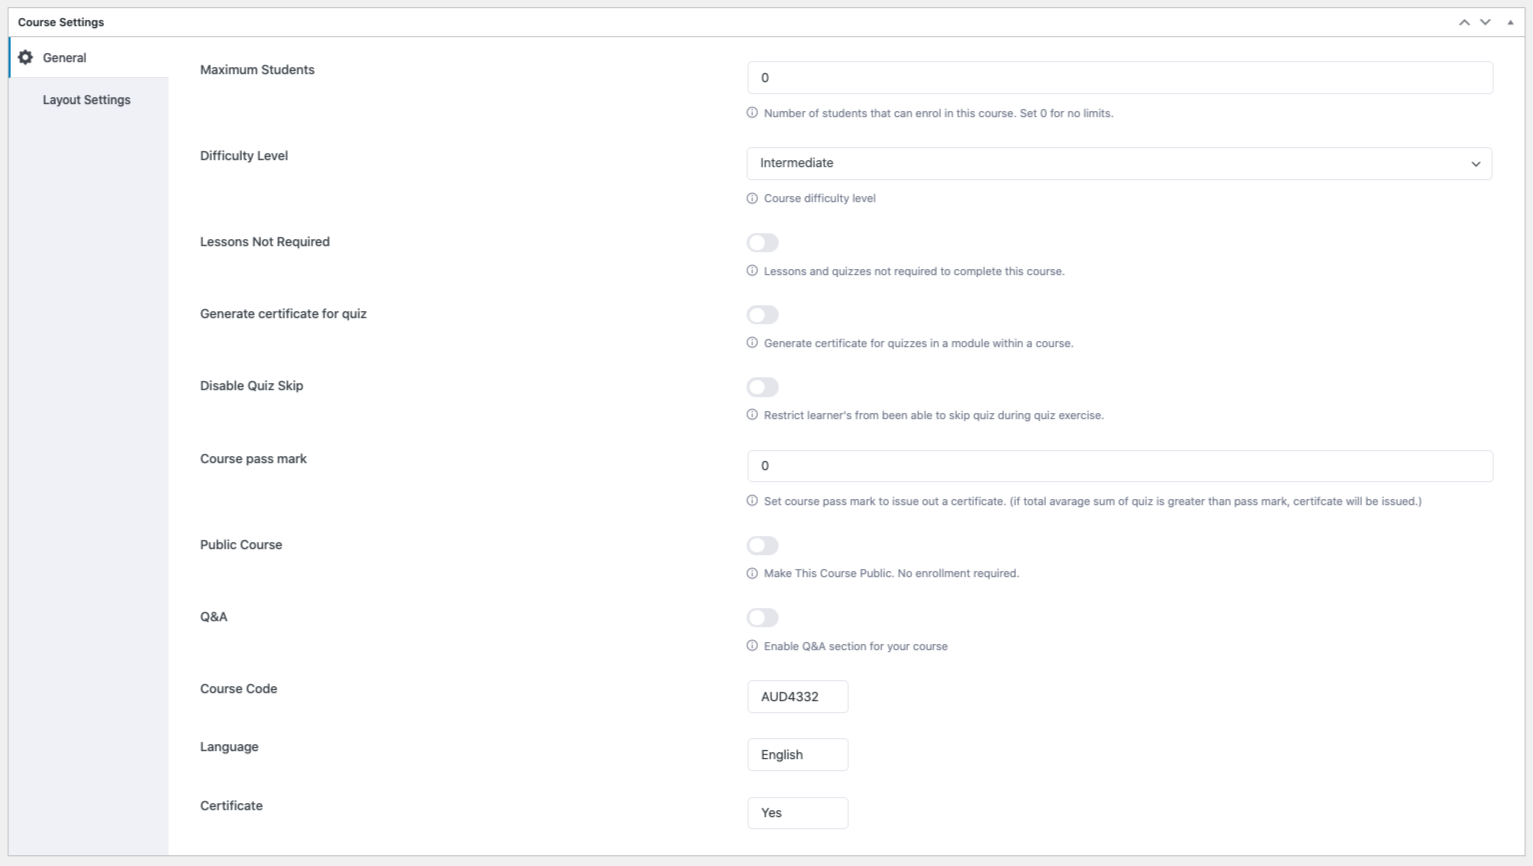 Course Settings
General
Layout Settings
Maximum Students
0
Number of students that can enrol in this course. Set 0 for no limits.
Difficulty Level
Intermediate
Course difficulty level
Lessons Not Required
Lessons and quizzes not required to complete this course.
Generate certificate for quiz
Generate certificate for quizzes in a module within a course.
Disable Quiz Skip
Restrict learner's from been able to skip quiz during quiz exercise.
Course pass mark
0
Set course pass mark to issue out a certificate. (if total avarage sum of quiz is greater than pass mark, certifcate will be issued.)
Public Course
Make This Course Public. No enrollment required.
Q&A
Enable Q&A section for your course
Course Code
AUD4332
Language
English
Certificate
Yes